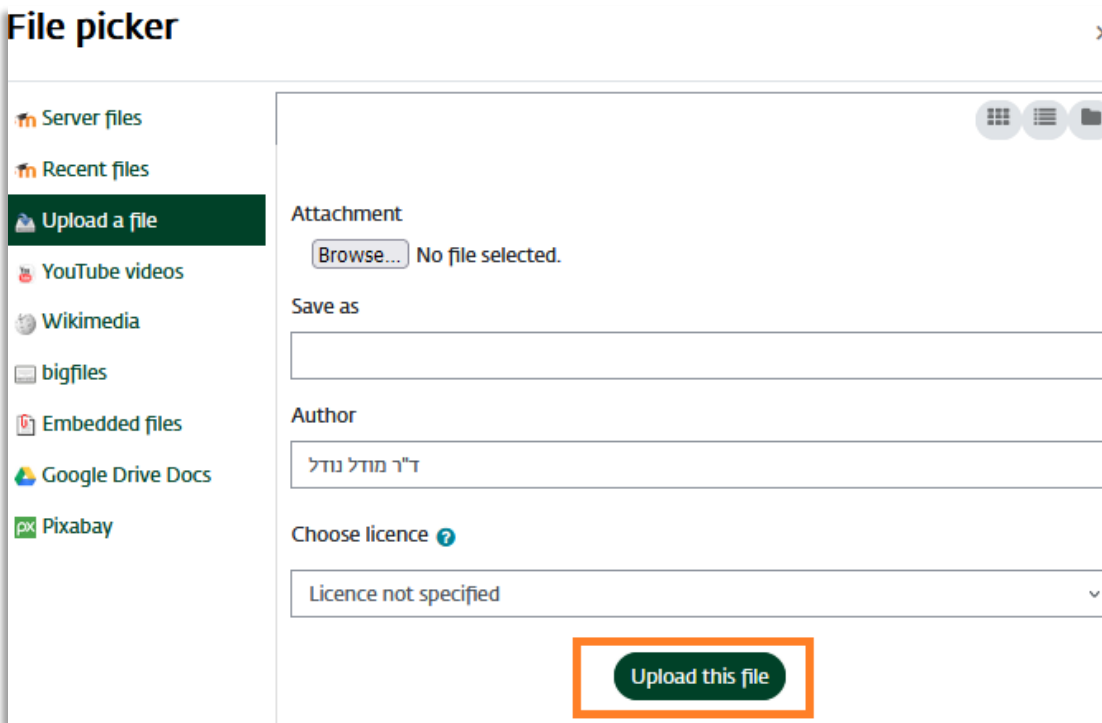 File picker
Server files
Recent files
Upload a file
YouTube videos
Wikimedia
bigfiles
Embedded files
Google Drive Docs
Pixabay
Attachment
Browse... No file selected.
Save as
Author
ד"ר מודל נודל
Choose licence ?
Licence not specified
Upload this file